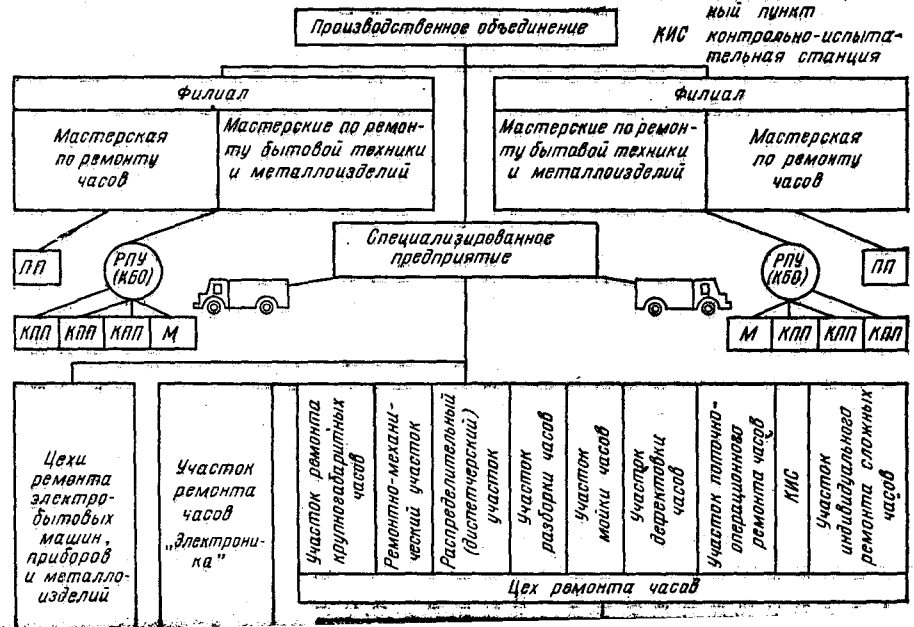 Производственное объединение
ный пункт
КИС контрольно-испыта-
тельная станция
Филиал
Мастерская
по ремонту
часов
Мастерские по ремон-
ту бытовой техники
и металлоизделий
Филиал
Мастерские по ремон-
ту бытовой техники
и металлоизделий
Мастерская
по ремонту
часов
Специализированное
предприятие
ПП
РПУ
(КБО)
РПУ
(КБО)
ПП
КПП КПП КПП М
М КПП КПП КПП
Цехи
ремонта
электро-
бытовых
машин,
приборов
и металло-
изделий
Участок
ремонта
часов
„Электрони-
ка”
Участок ремонта
крупногабаритных
часов
Ремонтно-механи-
ческий участок
Распределительный
(диспетчерский)
участок
Участок
разборки часов
Участок
мойки часов
Участок
дефектовки
часов
Участок поточно-
операционного
ремонта часов
КИС
Участок
индивидуального
ремонта сложных
часов
Цех ремонта часов